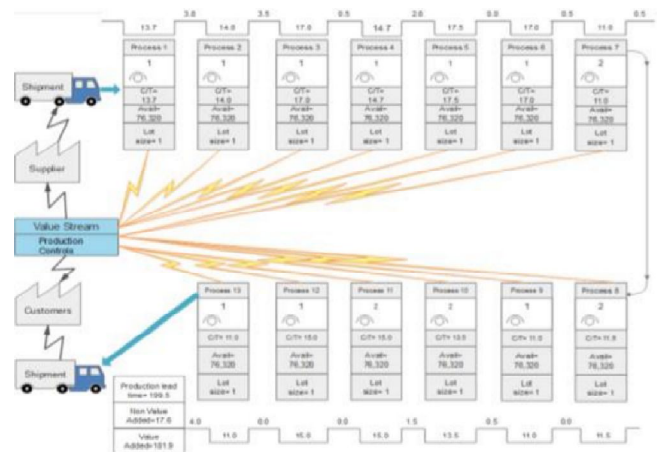 3.8 3.5 0.5 2.8 0.8 0.5 6.5
13.7 14.0 17.0 14.7 17.5 17.0 11.0
Process 1 Process 2 Process 3 Process 4 Process 5 Process 6 Process 7
1 1 1 1 1 1 2
C/T= C/T= C/T= C/T= C/T= C/T= C/T=
13.7 14.0 17.0 14.7 17.5 17.0 11.0
Avail= Avail= Avail= Avail= Avail= Avail= Avail=
76,320 76,320 76,320 76,320 76,320 76,320 76,320
Lot Lot Lot Lot Lot Lot Lot
size= 1 size= 1 size= 1 size= 1 size= 1 size= 1 size= 1
Shipment
Supplier
Value Stream
Production
Controls
Customers
Shipment
Process 13 Process 12 Process 11 Process 10 Process 9 Process 8
1 1 2 2 1 2
C/T= 11.0 C/T= 15.0 C/T= 15.0 C/T= 13.5 C/T= 11.0 C/T= 11.5
Avail= Avail= Avail= Avail= Avail= Avail=
76,320 76,320 76,320 76,320 76,320 76,320
Lot Lot Lot Lot Lot Lot
size= 1 size= 1 size= 1 size= 1 size= 1 size= 1
Production lead
time= 199.5
Non Value
Added=17.6
Value
Added=181.9
4.0 0.5
15.0 15.0 13.5 11.5